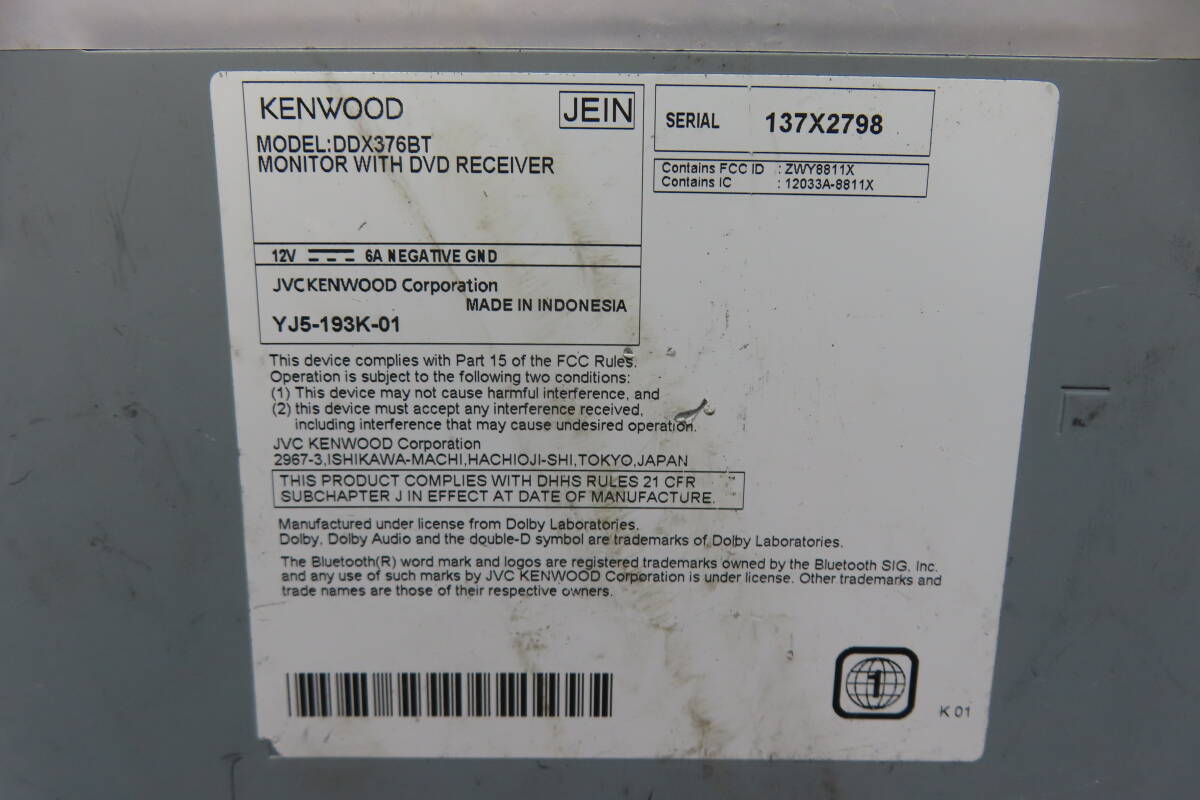 KENWOOD
JEIN
MODEL:DDX376BT
MONITOR WITH DVD RECEIVER
12V 6A NEGATIVE GND
JVCKENWOOD Corporation
MADE IN INDONESIA
YJ5-193K-01
SERIAL 137X2798
Contains FCC ID : ZWY8811X
Contains IC : 12033A-8811X
This device complies with Part 15 of the FCC Rules.
Operation is subject to the following two conditions:
(1) This device may not cause harmful interference, and
(2) this device must accept any interference received,
including interference that may cause undesired operation.
JVC KENWOOD Corporation
2967-3,ISHIKAWA-MACHI,HACHIOJI-SHI,TOKYO,JAPAN
THIS PRODUCT COMPLIES WITH DHHS RULES 21 CFR
SUBCHAPTER J IN EFFECT AT DATE OF MANUFACTURE.
Manufactured under license from Dolby Laboratories.
Dolby, Dolby Audio and the double-D symbol are trademarks of Dolby Laboratories.
The Bluetooth(R) word mark and logos are registered trademarks owned by the Bluetooth SIG, Inc.
and any use of such marks by JVC KENWOOD Corporation is under license. Other trademarks and
trade names are those of their respective owners.
1
K 01